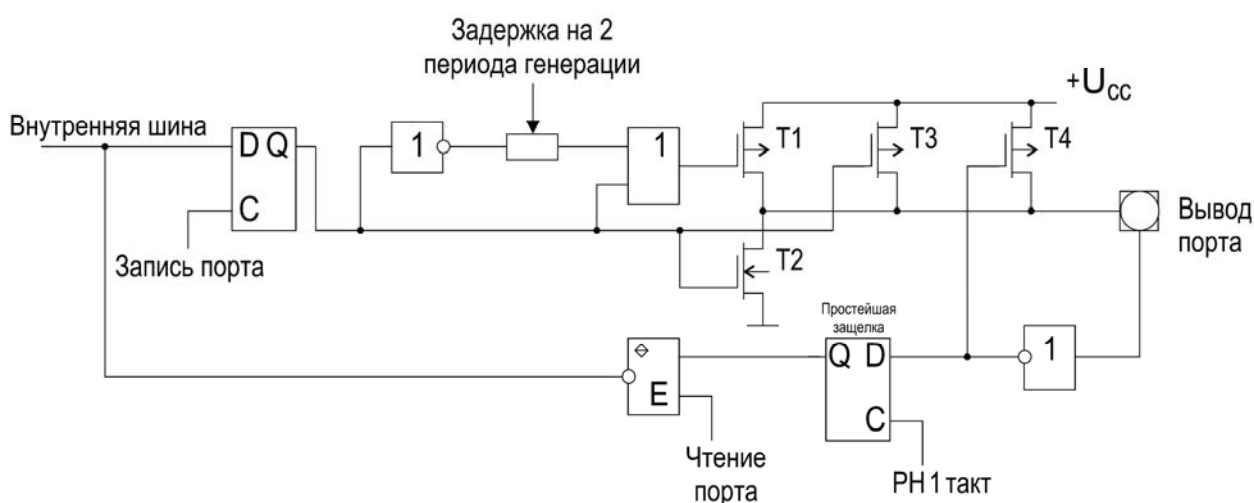 Задержка на 2
периода генерации
+U_CC
Внутренняя шина
D Q
C
1
1
T1
T3
T4
Запись порта
T2
Вывод
порта
Простейшая
защелка
Q D
C
1
E
Чтение
порта
PH 1 такт